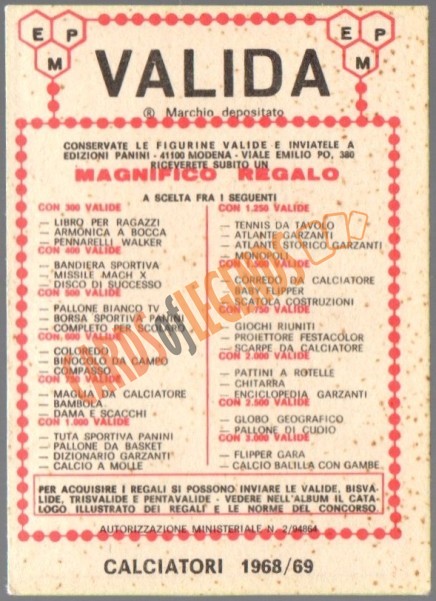 E P M
E P M
VALIDA
® Marchio depositato
CONSERVATE LE FIGURINE VALIDE E INVIATELE A
EDIZIONI PANINI - 41100 MODENA - VIALE EMILIO PO, 380
RICEVERETE SUBITO UN
MAGNIFICO REGALO
A SCELTA FRA I SEGUENTI
CON 300 VALIDE
— LIBRO PER RAGAZZI
— ARMONICA A BOCCA
— PENNARELLI WALKER
CON 400 VALIDE
— BANDIERA SPORTIVA
— MISSILE MACH X
— DISCO DI SUCCESSO
CON 500 VALIDE
— PALLONE BIANCO TV
— BORSA SPORTIVA PANINI
— COMPLETO PER SCOLARO
CON 600 VALIDE
— COLOREDO
— BINOCOLO DA CAMPO
— COMPASSO
CON VALIDE
— MAGLIA DA CALCIATORE
— BAMBOLA
— DAMA E SCACCHI
CON 1.000 VALIDE
— TUTA SPORTIVA PANINI
— PALLONE DA BASKET
— DIZIONARIO GARZANTI
— CALCIO A MOLLE
CON 1.250 VALIDE
— TENNIS DA TAVOLO
— ATLANTE GARZANTI
— ATLANTE STORICO GARZANTI
— MONOPOLI
CON 1.500 VALIDE
— CORREDO DA CALCIATORE
— BABY FLIPPER
— SCATOLA COSTRUZIONI
CON 1.750 VALIDE
— GIOCHI RIUNITI
— PROIETTORE FESTACOLOR
— SCARPE DA CALCIATORE
CON 2.000 VALIDE
— PATTINI A ROTELLE
— CHITARRA
— ENCICLOPEDIA GARZANTI
CON 2.500 VALIDE
— GLOBO GEOGRAFICO
— PALLONE DI CUOIO
CON 3.000 VALIDE
— FLIPPER GARA
— CALCIO BALILLA CON GAMBE
PER ACQUISIRE I REGALI SI POSSONO INVIARE LE VALIDE, BISVA-
LIDE, TRISVALIDE E PENTAVALIDE - VEDERE NELL'ALBUM IL CATA-
LOGO ILLUSTRATO DEI REGALI E LE NORME DEL CONCORSO.
AUTORIZZAZIONE MINISTERIALE N. 2/94864
CALCIATORI 1968/69
CARDS of LEGENDS